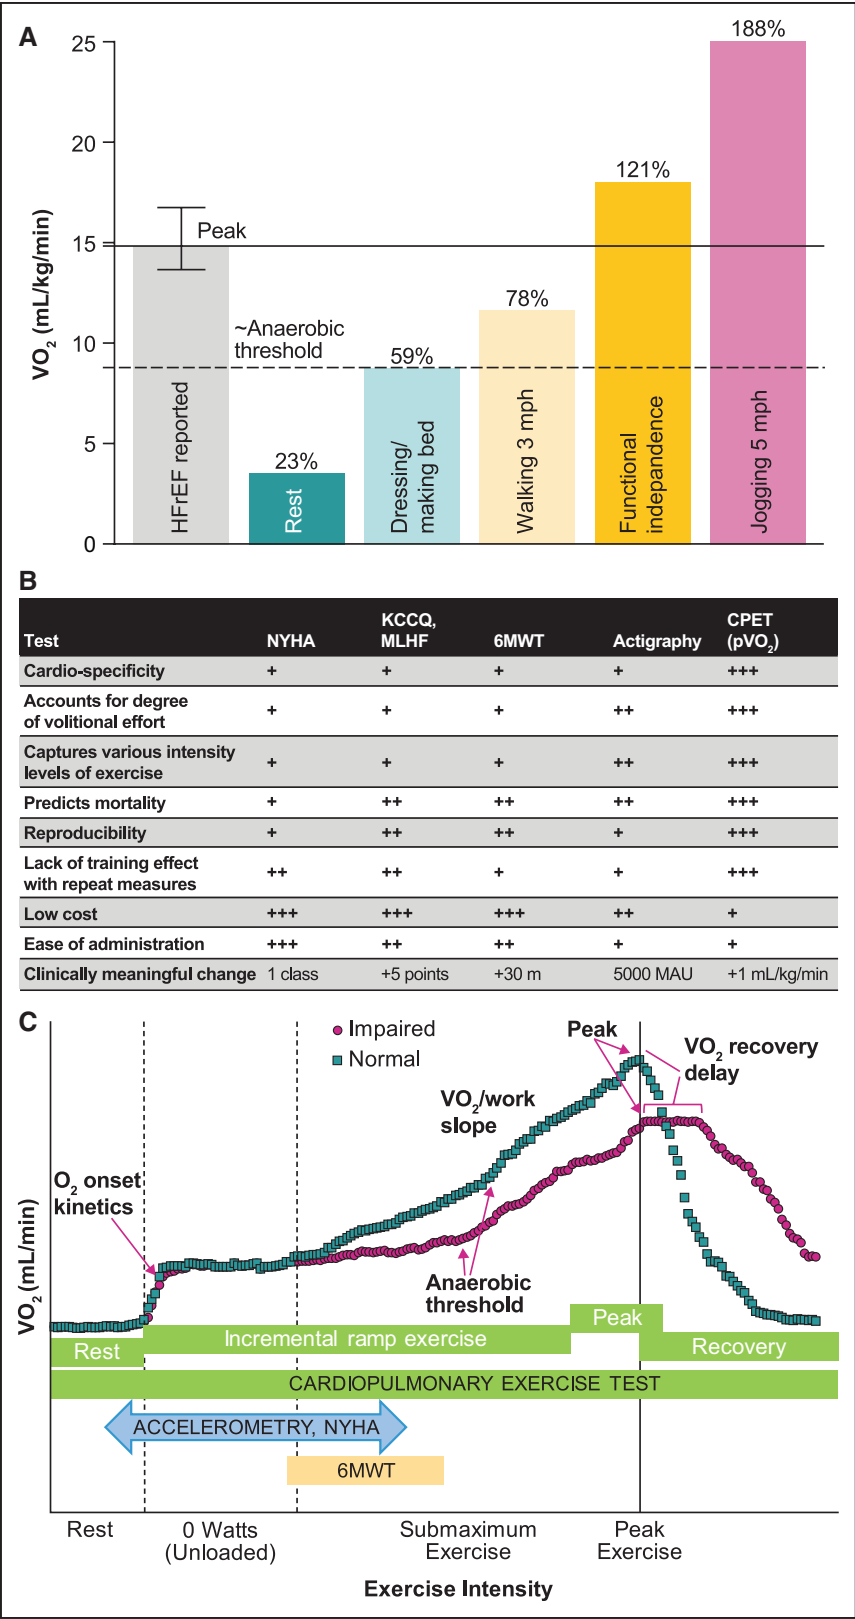 A
VO2 (mL/kg/min)
25
20
15
10
5
0
Peak
~Anaerobic
threshold
23%
59%
78%
121%
188%
HFrEF reported
Rest
Dressing/
making bed
Walking 3 mph
Functional
indepandence
Jogging 5 mph
B
Test NYHA KCCQ, MLHF 6MWT Actigraphy CPET (pVO2)
Cardio-specificity + + + + +++
Accounts for degree
of volitional effort + + + ++ +++
Captures various intensity
levels of exercise + + + ++ +++
Predicts mortality + ++ ++ ++ +++
Reproducibility + ++ ++ + +++
Lack of training effect
with repeat measures ++ ++ + + +++
Low cost +++ +++ +++ ++ +
Ease of administration +++ ++ ++ + +
Clinically meaningful change 1 class +5 points +30 m 5000 MAU +1 mL/kg/min
C
Impaired
Normal
Peak
VO2 recovery
delay
VO2/work
slope
O2 onset
kinetics
Anaerobic
threshold
VO2 (mL/min)
Rest
Incremental ramp exercise
Peak
Recovery
CARDIOPULMONARY EXERCISE TEST
ACCELEROMETRY, NYHA
6MWT
Rest
0 Watts
(Unloaded)
Submaximum
Exercise
Peak
Exercise
Exercise Intensity